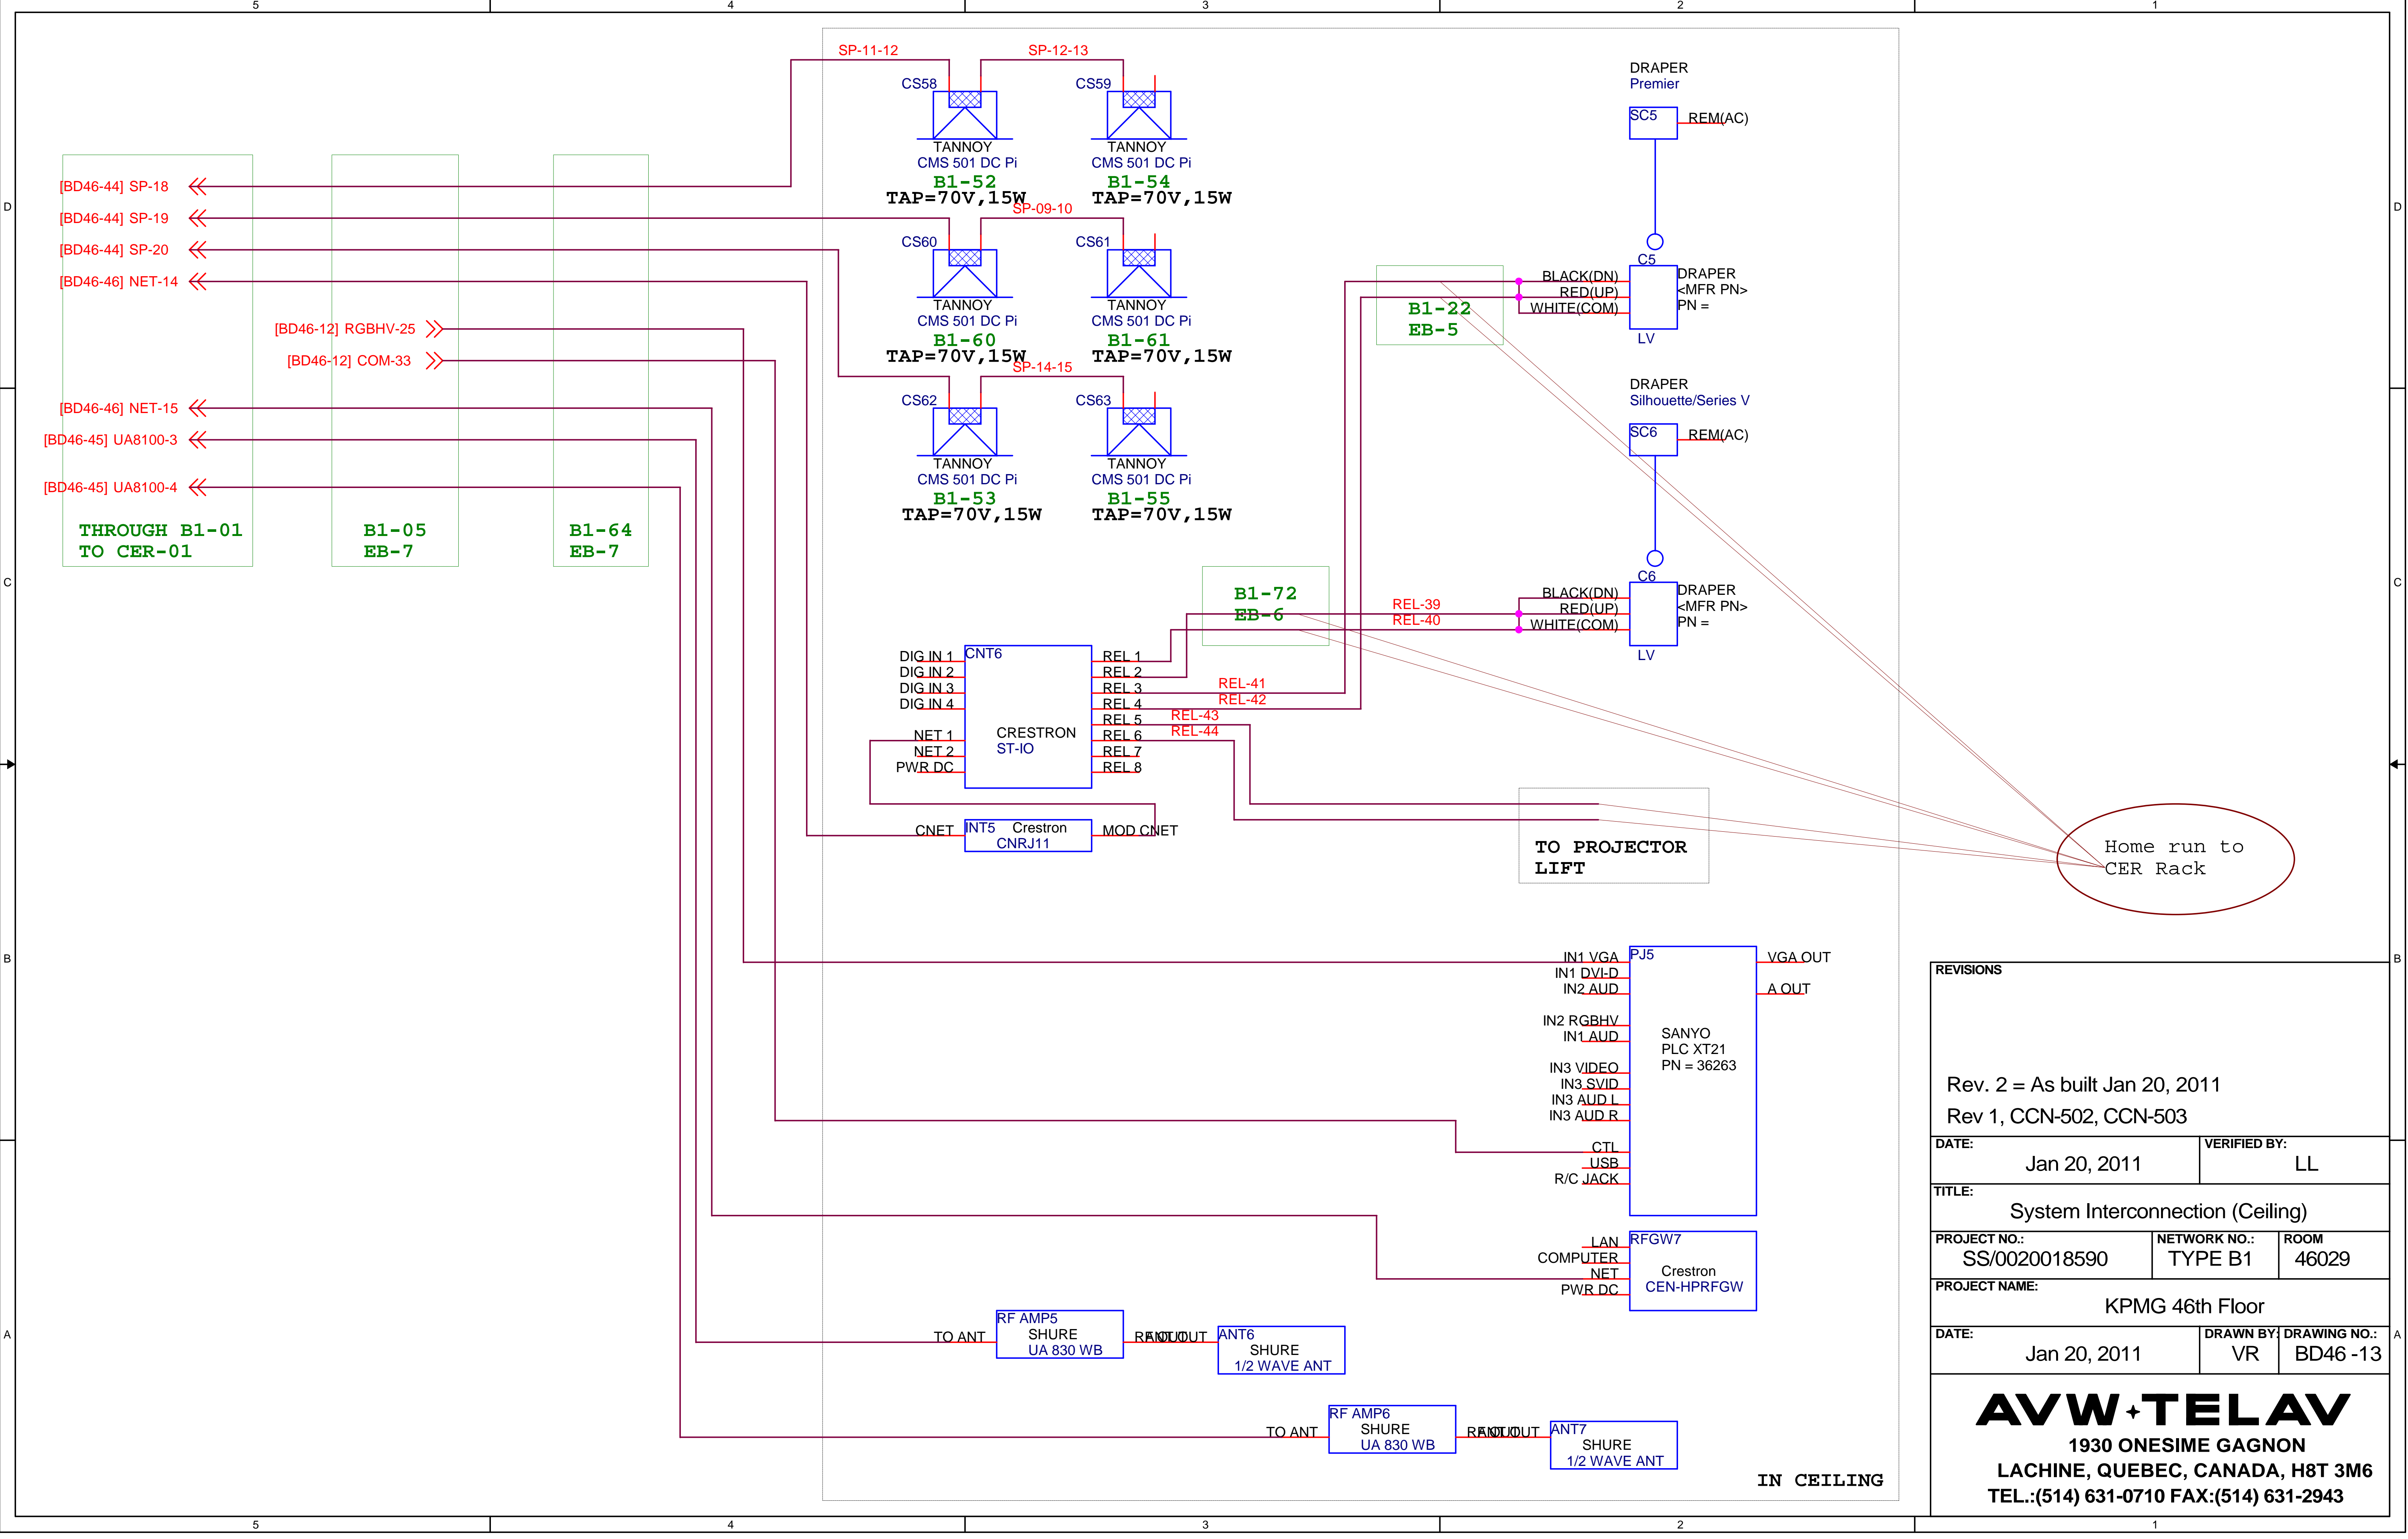 5 4 3 2 1
D
C
B
A
D
C
B
A
5 4 3 2 1
[BD46-44] SP-18
[BD46-44] SP-19
[BD46-44] SP-20
[BD46-46] NET-14
[BD46-12] RGBHV-25
[BD46-12] COM-33
[BD46-46] NET-15
[BD46-45] UA8100-3
[BD46-45] UA8100-4
THROUGH B1-01
TO CER-01
B1-05
EB-7
B1-64
EB-7
SP-11-12
SP-12-13
CS58
TANNOY
CMS 501 DC Pi
B1-52
TAP=70V,15W
CS59
TANNOY
CMS 501 DC Pi
B1-54
TAP=70V,15W
SP-09-10
CS60
TANNOY
CMS 501 DC Pi
B1-60
TAP=70V,15W
CS61
TANNOY
CMS 501 DC Pi
B1-61
TAP=70V,15W
SP-14-15
CS62
TANNOY
CMS 501 DC Pi
B1-53
TAP=70V,15W
CS63
TANNOY
CMS 501 DC Pi
B1-55
TAP=70V,15W
DRAPER
Premier
SC5
REM(AC)
C5
BLACK(DN)
RED(UP)
WHITE(COM)
DRAPER
<MFR PN>
PN =
LV
B1-22
EB-5
DRAPER
Silhouette/Series V
SC6
REM(AC)
C6
BLACK(DN)
RED(UP)
WHITE(COM)
DRAPER
<MFR PN>
PN =
LV
B1-72
EB-6
REL-39
REL-40
REL-41
REL-42
REL-43
REL-44
CNT6
CRESTRON
ST-IO
DIG IN 1
DIG IN 2
DIG IN 3
DIG IN 4
NET 1
NET 2
PWR DC
REL 1
REL 2
REL 3
REL 4
REL 5
REL 6
REL 7
REL 8
CNET
INT5 Crestron
CNRJ11
MOD CNET
TO PROJECTOR
LIFT
Home run to
CER Rack
PJ5
SANYO
PLC XT21
PN = 36263
IN1 VGA
IN1 DVI-D
IN2 AUD
IN2 RGBHV
IN1 AUD
IN3 VIDEO
IN3 SVID
IN3 AUD L
IN3 AUD R
CTL
USB
R/C JACK
VGA OUT
A OUT
RFGW7
Crestron
CEN-HPRFGW
LAN
COMPUTER
NET
PWR DC
TO ANT
RF AMP5
SHURE
UA 830 WB
ANT6
SHURE
1/2 WAVE ANT
TO ANT
RF AMP6
SHURE
UA 830 WB
ANT7
SHURE
1/2 WAVE ANT
IN CEILING
REVISIONS
Rev. 2 = As built Jan 20, 2011
Rev 1, CCN-502, CCN-503
DATE:
Jan 20, 2011
VERIFIED BY:
LL
TITLE:
System Interconnection (Ceiling)
PROJECT NO.:
SS/0020018590
NETWORK NO.:
TYPE B1
ROOM
46029
PROJECT NAME:
KPMG 46th Floor
DATE:
Jan 20, 2011
DRAWN BY:
VR
DRAWING NO.:
BD46 -13
AVW TELAV
1930 ONESIME GAGNON
LACHINE, QUEBEC, CANADA, H8T 3M6
TEL.:(514) 631-0710 FAX:(514) 631-2943